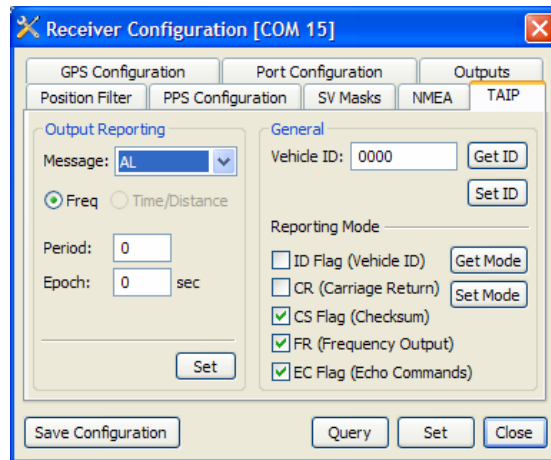 Receiver Configuration [COM 15]
GPS Configuration Port Configuration Outputs
Position Filter PPS Configuration SV Masks NMEA TAIP
Output Reporting
Message: AL
Freq Time/Distance
Period: 0
Epoch: 0 sec
Set
General
Vehicle ID: 0000 Get ID
Set ID
Reporting Mode
ID Flag (Vehicle ID) Get Mode
CR (Carriage Return) Set Mode
CS Flag (Checksum)
FR (Frequency Output)
EC Flag (Echo Commands)
Save Configuration Query Set Close